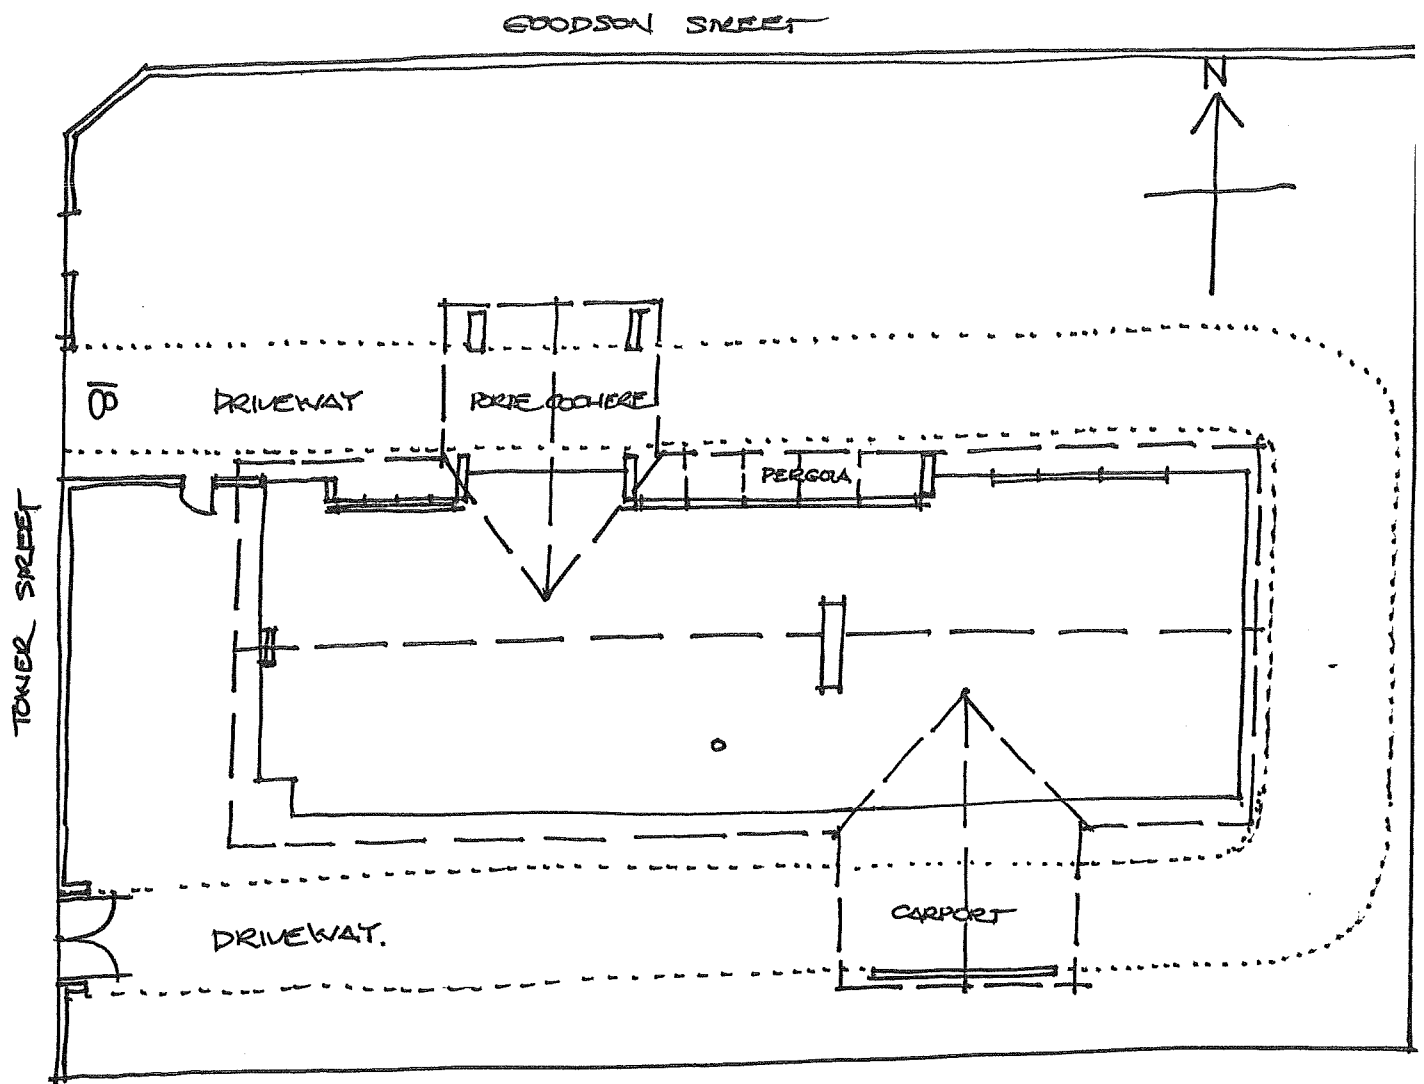 GOODSON STREET
N
DRIVEWAY
PORTE COCHERE
PERGOLA
TOWER STREET
CARPORT
DRIVEWAY.